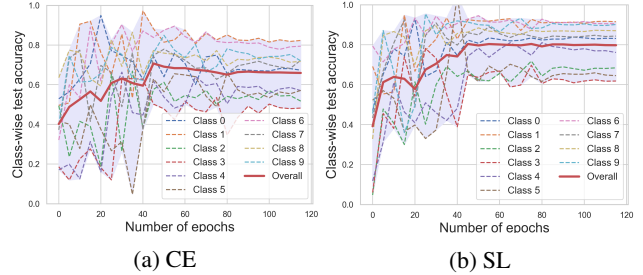 Class-wise test accuracy
1.0
0.8
0.6
0.4
0.2
0.0
0 20 40 60 80 100 120
Number of epochs
Class 0
Class 1
Class 2
Class 3
Class 4
Class 5
Class 6
Class 7
Class 8
Class 9
Overall
(a) CE
Class-wise test accuracy
1.0
0.8
0.6
0.4
0.2
0.0
0 20 40 60 80 100 120
Number of epochs
Class 0
Class 1
Class 2
Class 3
Class 4
Class 5
Class 6
Class 7
Class 8
Class 9
Overall
(b) SL